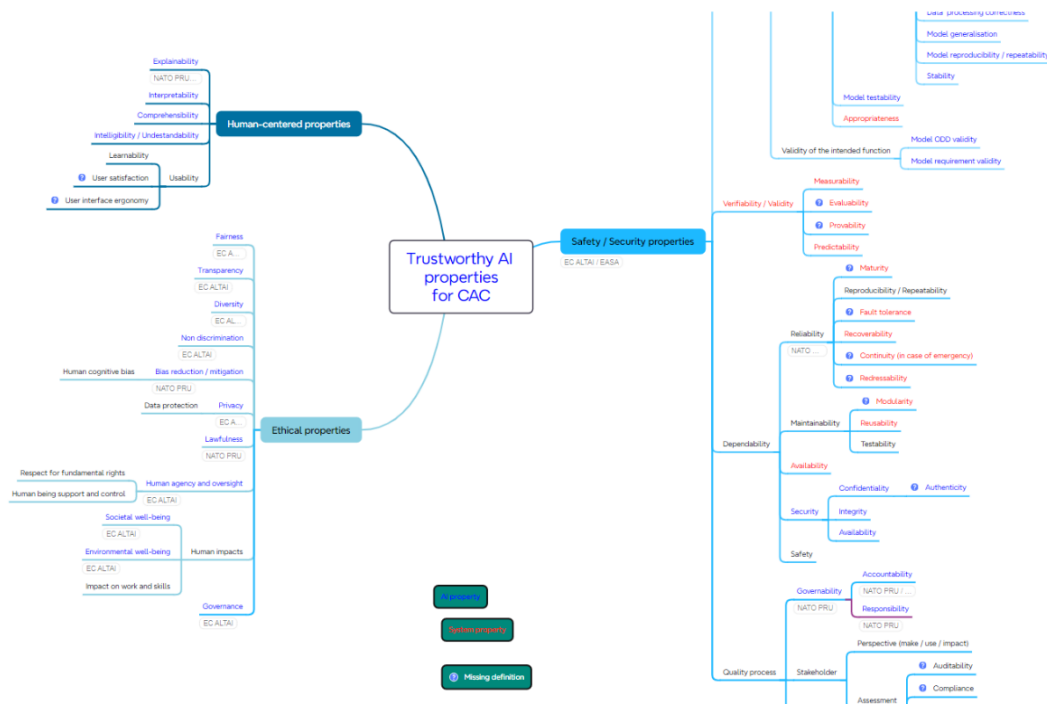 Explainability
NATO PRU...
Interpretability
Comprehensibility
Intelligibility / Undestandability
Learnability
User satisfaction
User interface ergonomy
Usability
Human-centered properties
Fairness
EC A...
Transparency
EC ALTAI
Diversity
EC AL...
Non discrimination
EC ALTAI
Human cognitive bias
Bias reduction / mitigation
NATO PRU
Data protection
Privacy
EC A...
Lawfulness
NATO PRU
Respect for fundamental rights
Human being support and control
Human agency and oversight
EC ALTAI
Societal well-being
EC ALTAI
Environmental well-being
EC ALTAI
Impact on work and skills
Human impacts
Governance
EC ALTAI
Ethical properties
Trustworthy AI
properties
for CAC
AI property
System property
Missing definition
Safety / Security properties
EC ALTAI / EASA
Data processing correctness
Model generalisation
Model reproducibility / repeatability
Stability
Model testability
Appropriateness
Validity of the intended function
Model ODD validity
Model requirement validity
Verifiability / Validity
Measurability
Evaluability
Provability
Predictability
Dependability
Reliability
NATO ...
Maturity
Reproducibility / Repeatability
Fault tolerance
Recoverability
Continuity (in case of emergency)
Redressability
Maintainability
Modularity
Reusability
Testability
Availability
Security
Confidentiality
Authenticity
Integrity
Availability
Safety
Quality process
Governability
NATO PRU
Accountability
NATO PRU / ...
Responsibility
NATO PRU
Stakeholder
Perspective (make / use / impact)
Assessment
Auditability
Compliance